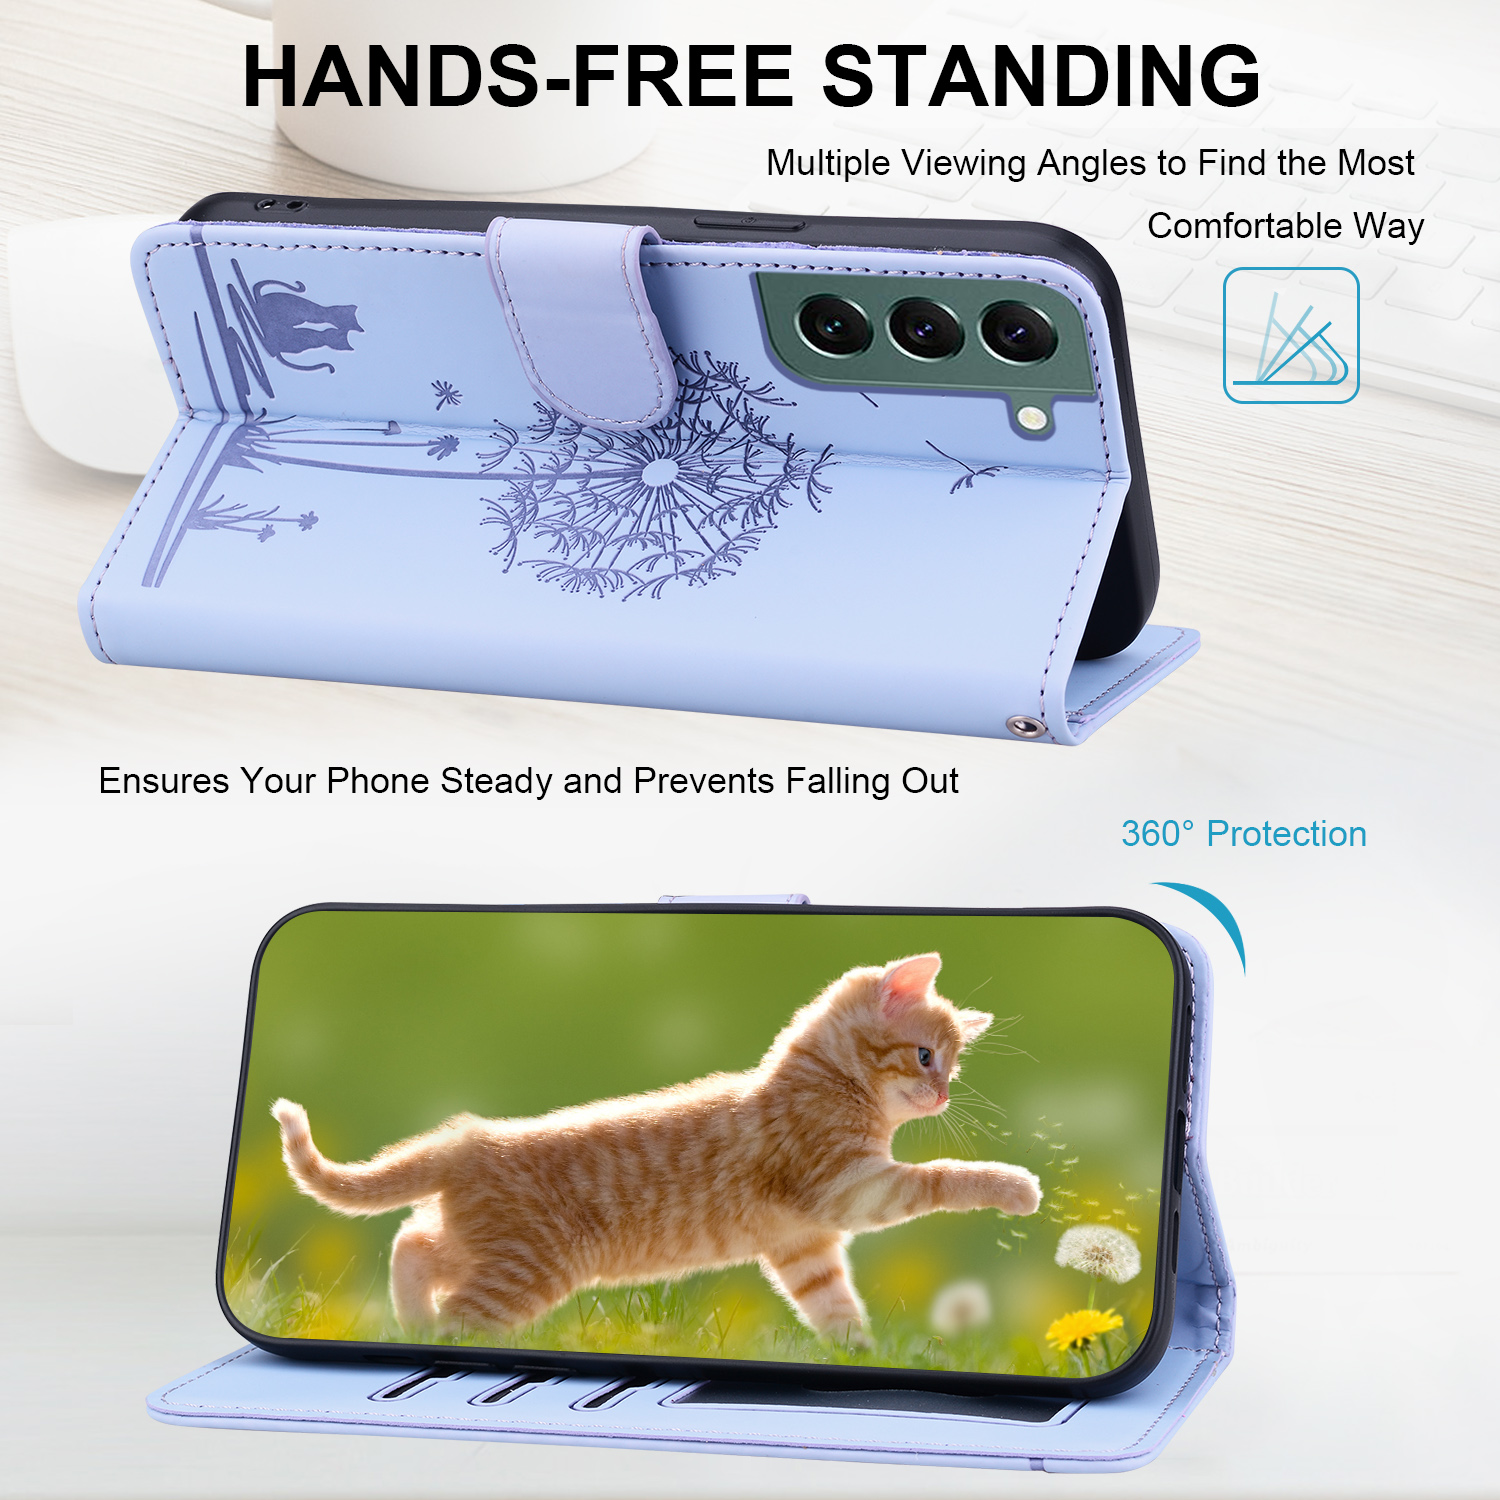 HANDS-FREE STANDING
Multiple Viewing Angles to Find the Most
Comfortable Way
Ensures Your Phone Steady and Prevents Falling Out
360° Protection